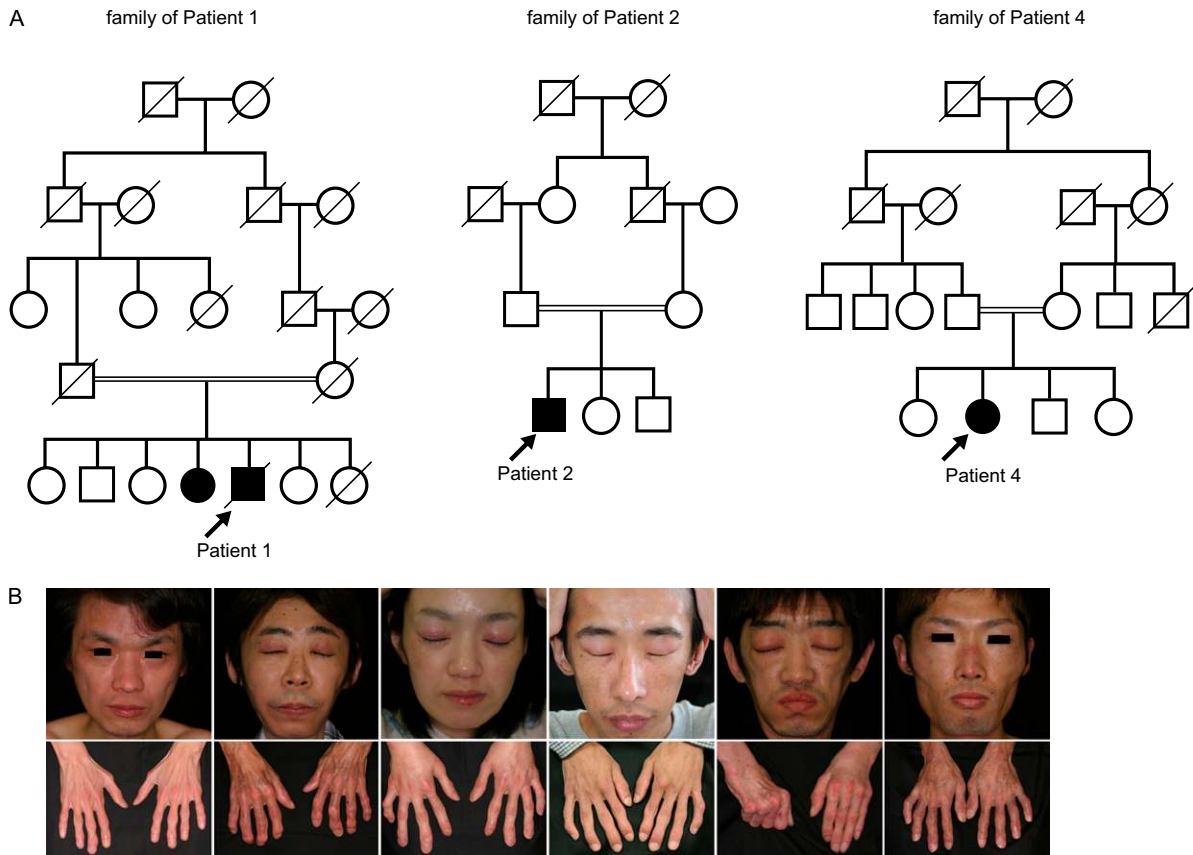 A
family of Patient 1
family of Patient 2
family of Patient 4
Patient 1
Patient 2
Patient 4
B